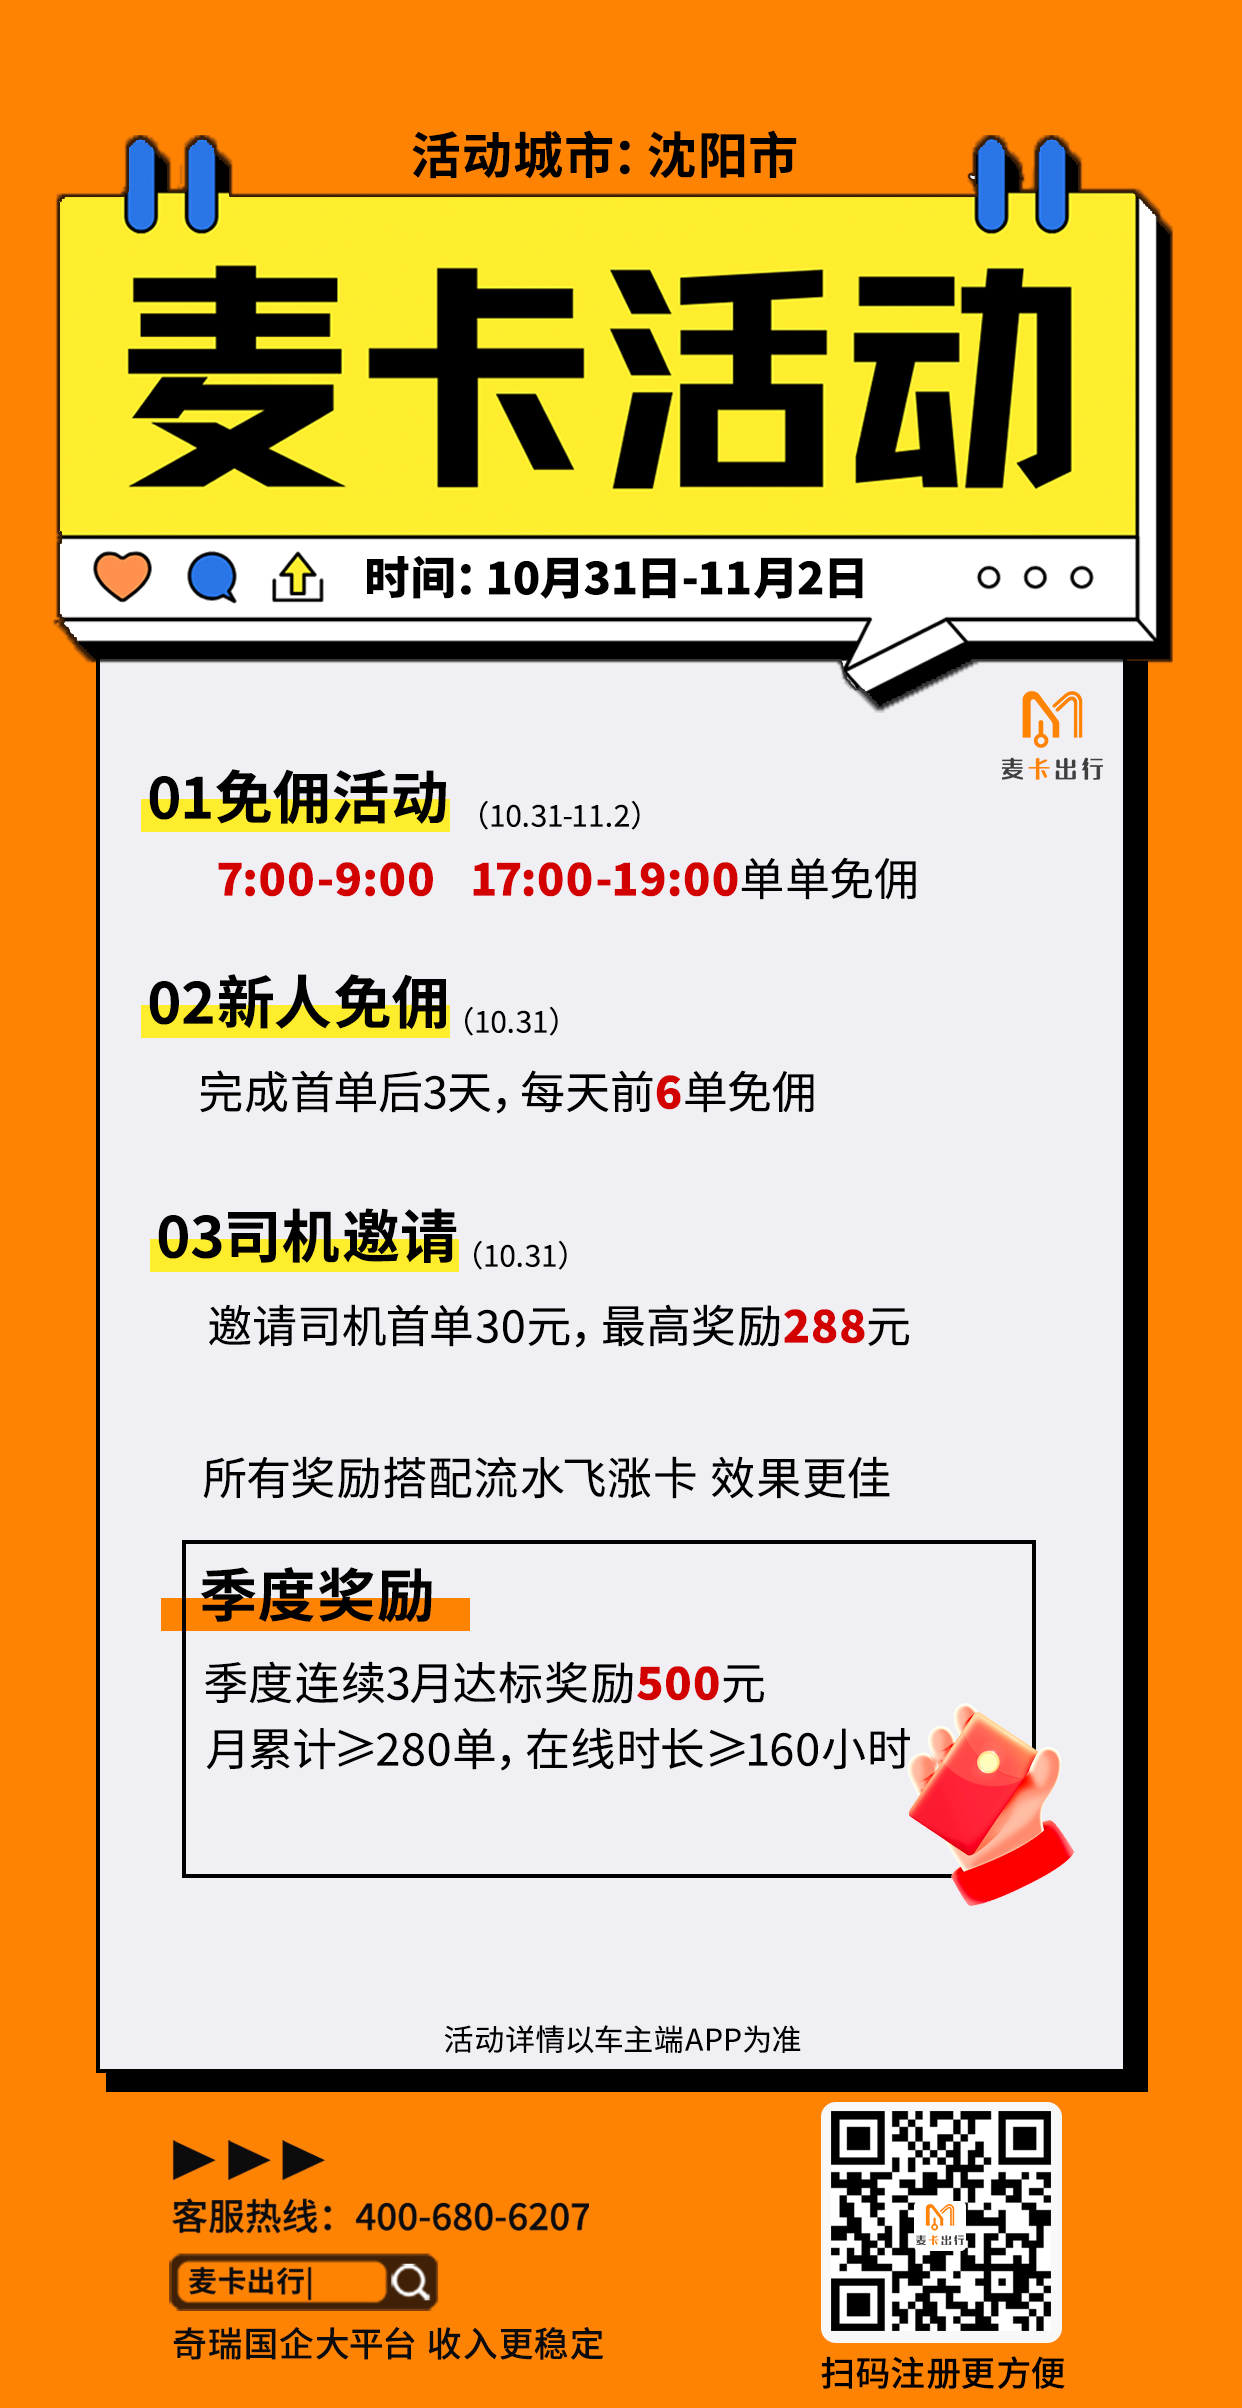 活动城市：沈阳市
麦卡活动
时间：10月31日-11月2日
麦卡出行
01免佣活动（10.31-11.2）
7:00-9:00 17:00-19:00单单免佣
02新人免佣（10.31）
完成首单后3天，每天前6单免佣
03司机邀请（10.31）
邀请司机首单30元，最高奖励288元
所有奖励搭配流水飞涨卡 效果更佳
季度奖励
季度连续3月达标奖励500元
月累计≥280单，在线时长≥160小时
活动详情以车主端APP为准
客服热线：400-680-6207
麦卡出行|
奇瑞国企大平台 收入更稳定
麦卡出行
扫码注册更方便